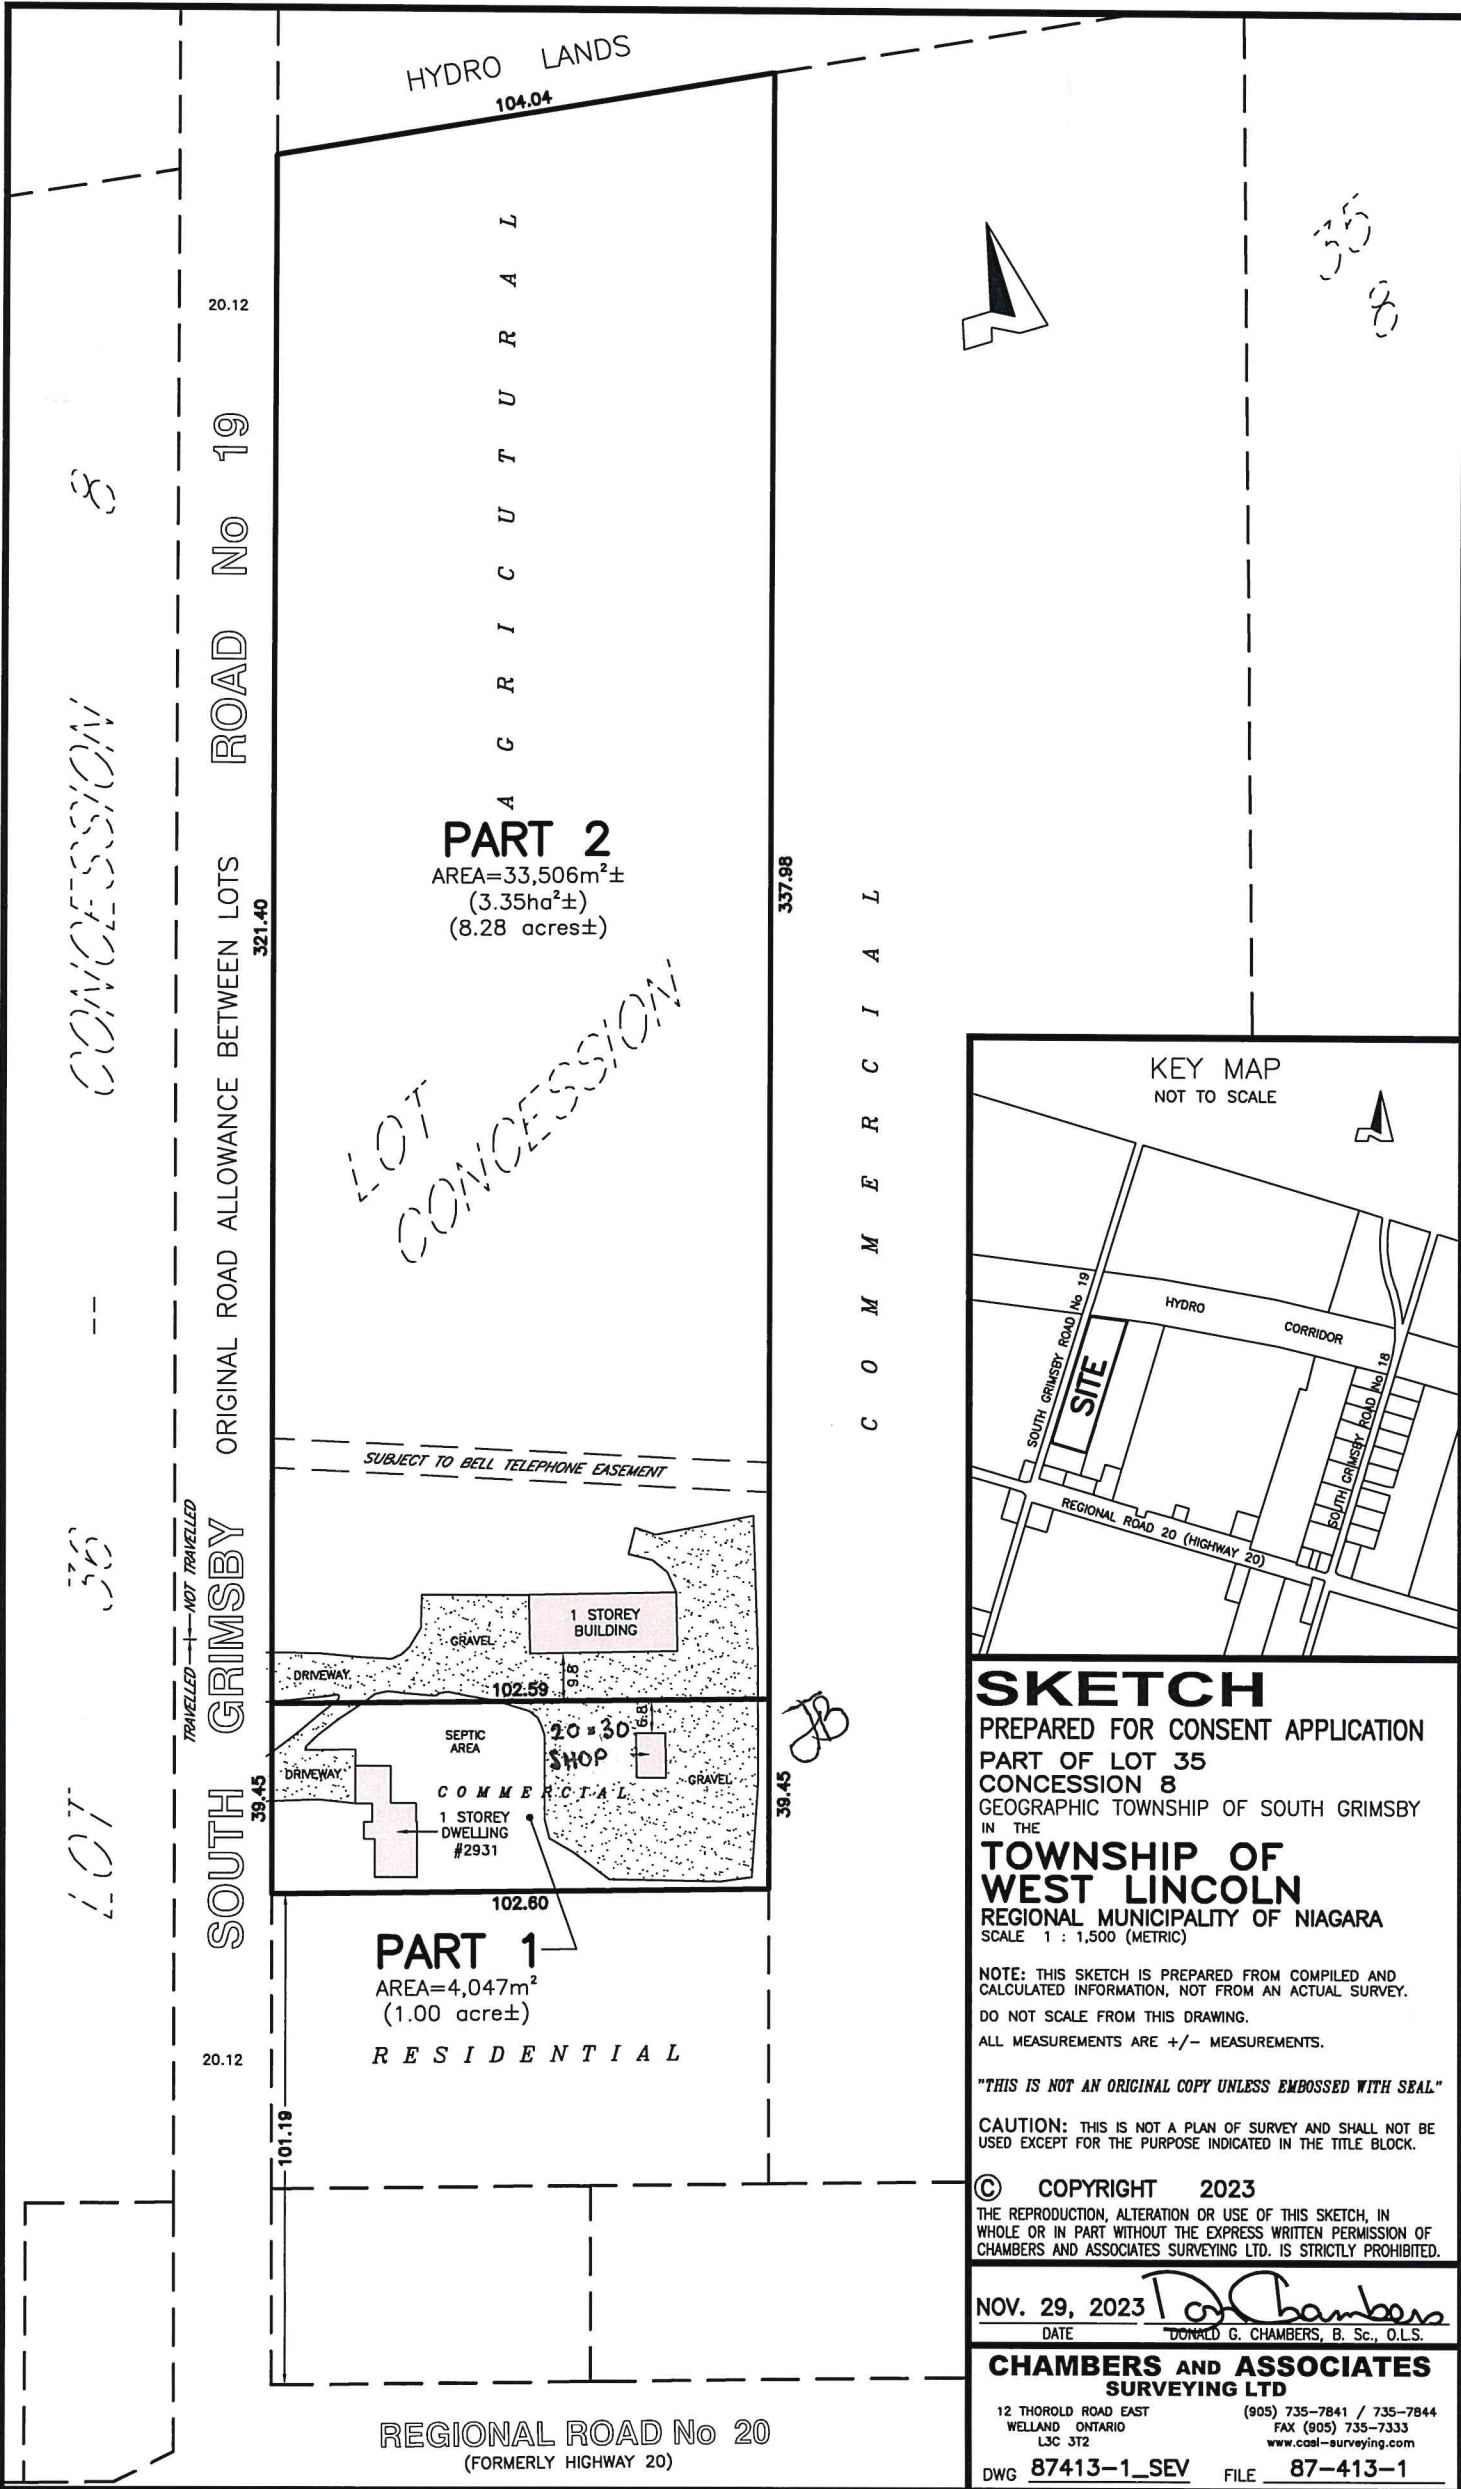 HYDRO LANDS
104.04
20.12
35
8
8
CONCESSION
--
36
LOT
ROAD No 19
SOUTH GRIMSBY
ORIGINAL ROAD ALLOWANCE BETWEEN LOTS
TRAVELLED
NOT TRAVELLED
321.40
AGRICUTURAL
PART 2
AREA=33,506m²±
(3.35ha²±)
(8.28 acres±)
337.98
LOT
CONCESSION
COMMERCIAL
SUBJECT TO BELL TELEPHONE EASEMENT
1 STOREY
BUILDING
GRAVEL
DRIVEWAY
9.8
102.59
SEPTIC
AREA
20 x 30
SHOP
6.8
DRIVEWAY
GRAVEL
COMMERCIAL
1 STOREY
DWELLING
#2931
39.45
39.45
102.60
PART 1
AREA=4,047m²
(1.00 acre±)
RESIDENTIAL
20.12
101.19
REGIONAL ROAD No 20
(FORMERLY HIGHWAY 20)
KEY MAP
NOT TO SCALE
SOUTH GRIMSBY ROAD No 19
HYDRO
CORRIDOR
SITE
SOUTH GRIMSBY ROAD No 18
REGIONAL ROAD 20 (HIGHWAY 20)
SKETCH
PREPARED FOR CONSENT APPLICATION
PART OF LOT 35
CONCESSION 8
GEOGRAPHIC TOWNSHIP OF SOUTH GRIMSBY
IN THE
TOWNSHIP OF
WEST LINCOLN
REGIONAL MUNICIPALITY OF NIAGARA
SCALE 1 : 1,500 (METRIC)
NOTE: THIS SKETCH IS PREPARED FROM COMPILED AND
CALCULATED INFORMATION, NOT FROM AN ACTUAL SURVEY.
DO NOT SCALE FROM THIS DRAWING.
ALL MEASUREMENTS ARE +/- MEASUREMENTS.
"THIS IS NOT AN ORIGINAL COPY UNLESS EMBOSSED WITH SEAL"
CAUTION: THIS IS NOT A PLAN OF SURVEY AND SHALL NOT BE
USED EXCEPT FOR THE PURPOSE INDICATED IN THE TITLE BLOCK.
© COPYRIGHT 2023
THE REPRODUCTION, ALTERATION OR USE OF THIS SKETCH, IN
WHOLE OR IN PART WITHOUT THE EXPRESS WRITTEN PERMISSION OF
CHAMBERS AND ASSOCIATES SURVEYING LTD. IS STRICTLY PROHIBITED.
NOV. 29, 2023 Don Chambers
DATE DONALD G. CHAMBERS, B. Sc., O.L.S.
CHAMBERS AND ASSOCIATES
SURVEYING LTD
12 THOROLD ROAD EAST
WELLAND ONTARIO
L3C 3T2
(905) 735-7841 / 735-7844
FAX (905) 735-7333
www.casl-surveying.com
DWG 87413-1_SEV FILE 87-413-1